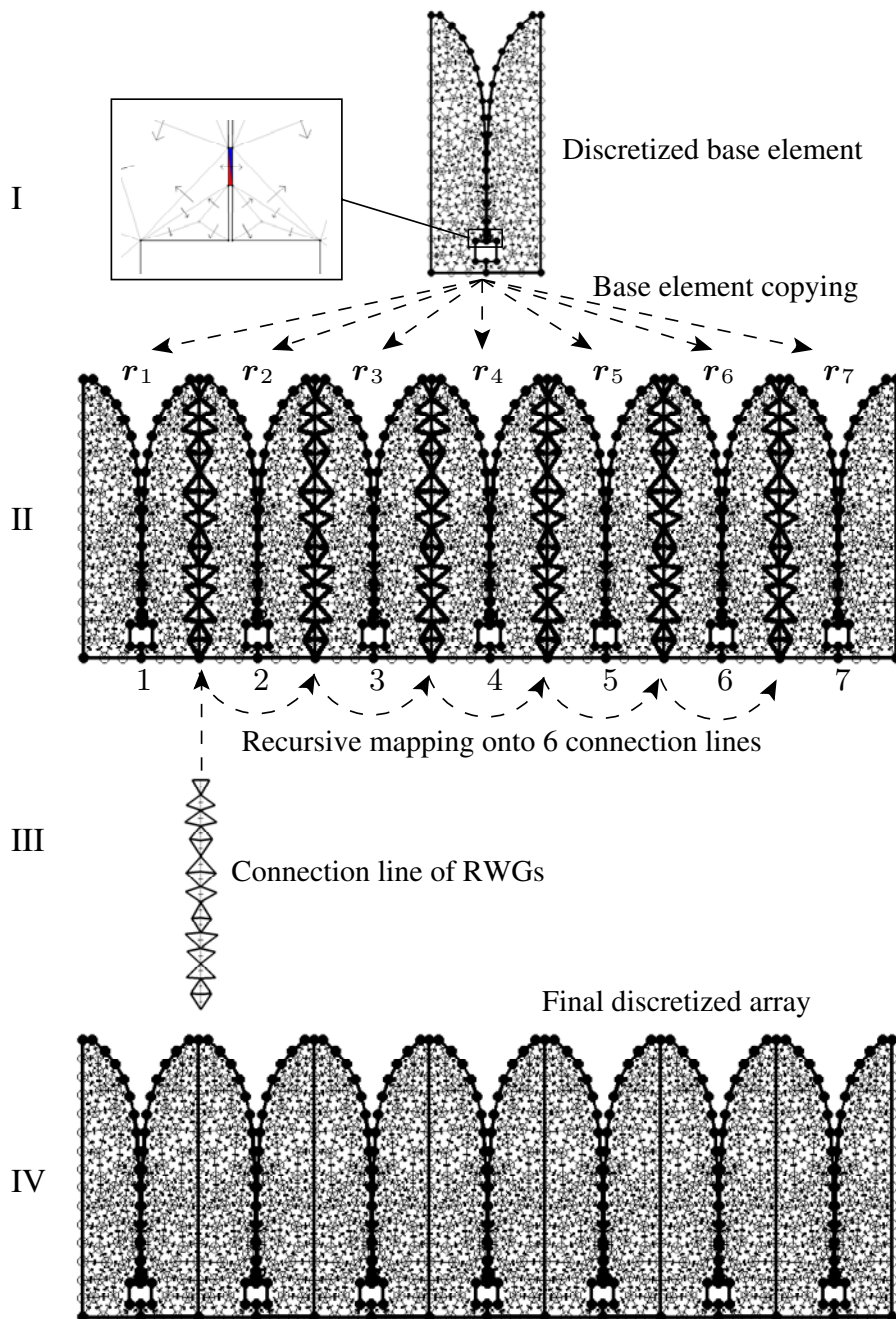 Discretized base element
I
Base element copying
r1 r2 r3 r4 r5 r6 r7
II
1 2 3 4 5 6 7
Recursive mapping onto 6 connection lines
III
Connection line of RWGs
Final discretized array
IV